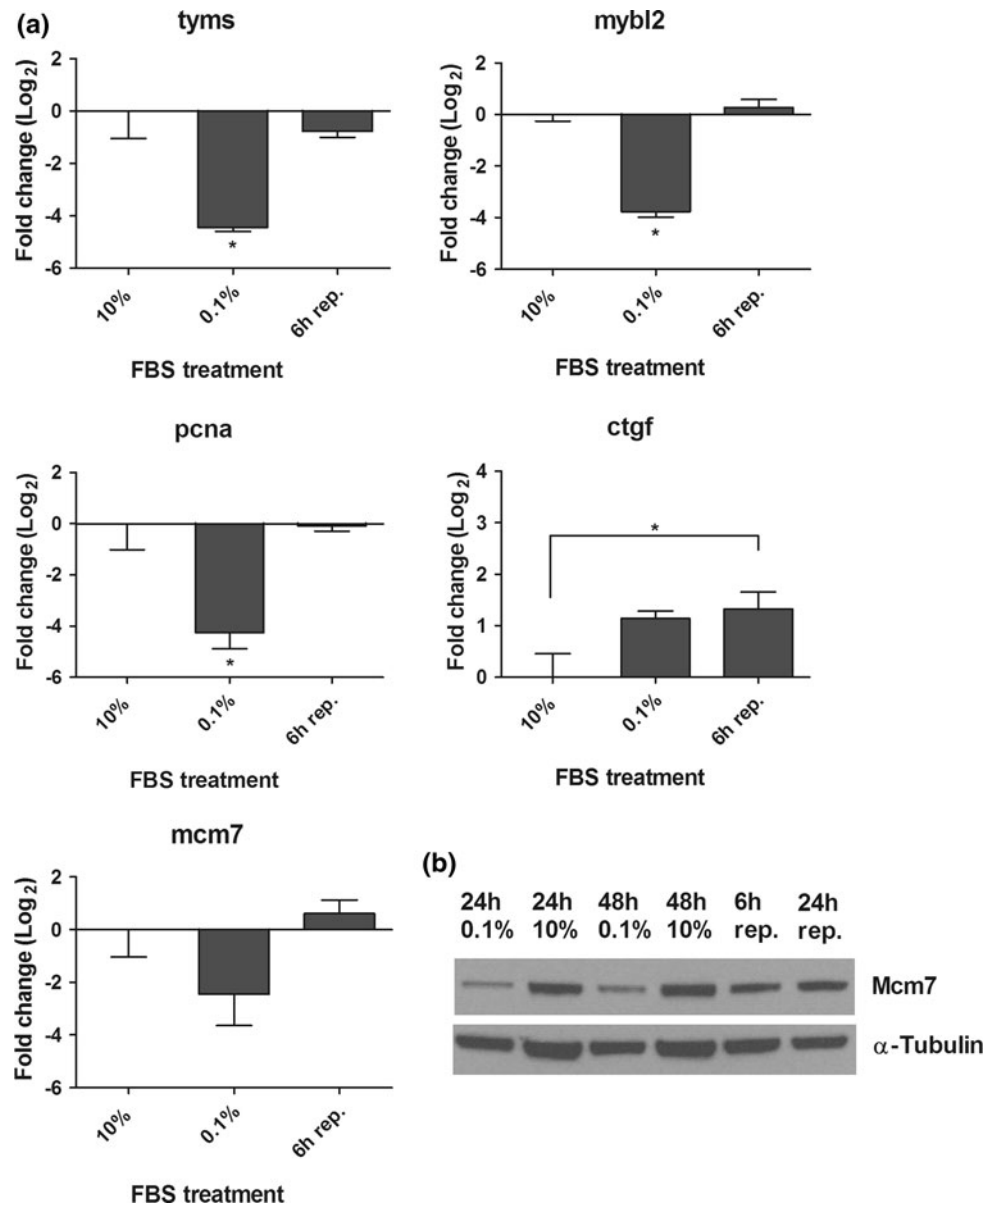 (a)
tyms
Fold change (Log2)
2
0
-2
-4
-6
*
10%
0.1%
6h rep.
FBS treatment
mybl2
Fold change (Log2)
2
0
-2
-4
-6
*
10%
0.1%
6h rep.
FBS treatment
pcna
Fold change (Log2)
2
0
-2
-4
-6
*
10%
0.1%
6h rep.
FBS treatment
ctgf
Fold change (Log2)
4
3
2
1
0
*
10%
0.1%
6h rep.
FBS treatment
mcm7
Fold change (Log2)
2
0
-2
-4
-6
10%
0.1%
6h rep.
FBS treatment
(b)
24h 24h 48h 48h 6h 24h
0.1% 10% 0.1% 10% rep. rep.
Mcm7
α-Tubulin